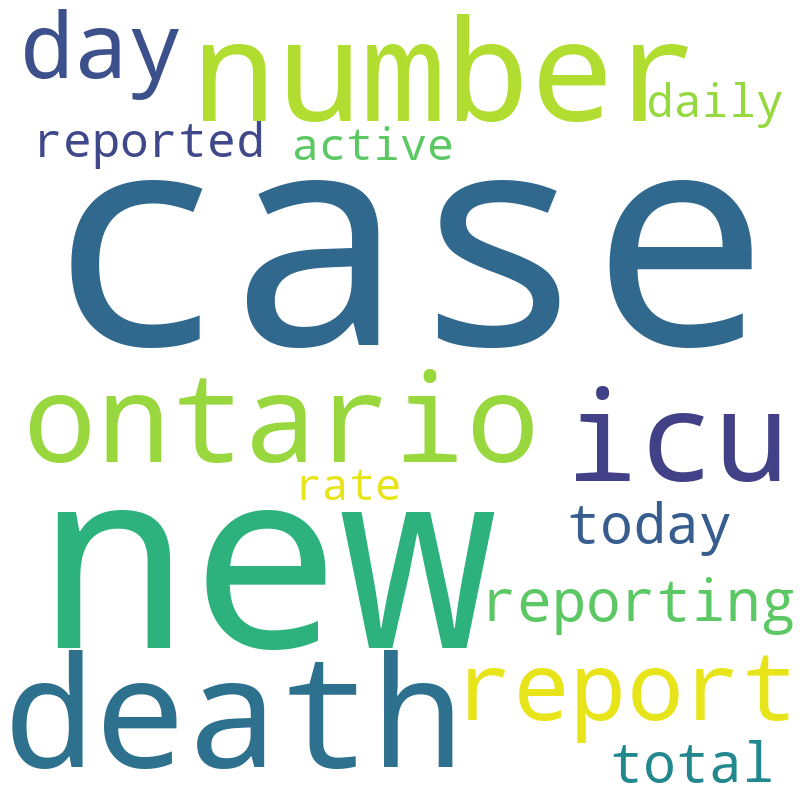 day
number
daily
reported
active
case
ontario
icu
rate
new
today
reporting
death
report
total